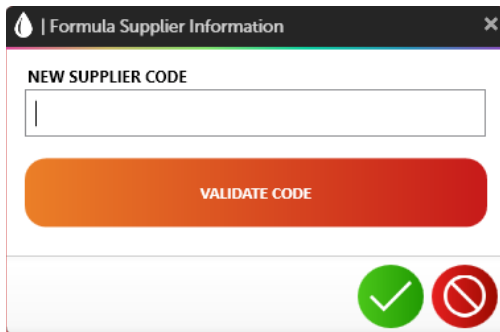 | Formula Supplier Information
NEW SUPPLIER CODE
VALIDATE CODE